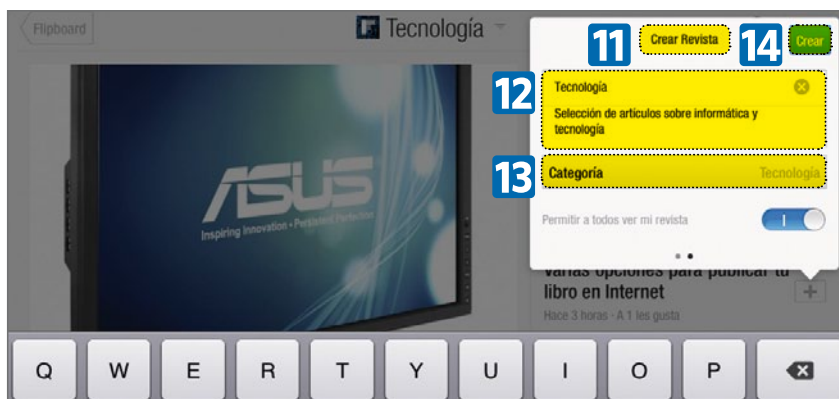 Flipboard
Tecnología
11
Crear Revista
14
Crear
12
Tecnología
Selección de artículos sobre informática y
tecnología
13
Categoría
Tecnología
Permitir a todos ver mi revista
ASUS
Inspiring Innovation • Persistent Perfection
Varias opciones para publicar tu
libro en Internet
Hace 3 horas · A 1 les gusta
Q W E R T Y U I O P